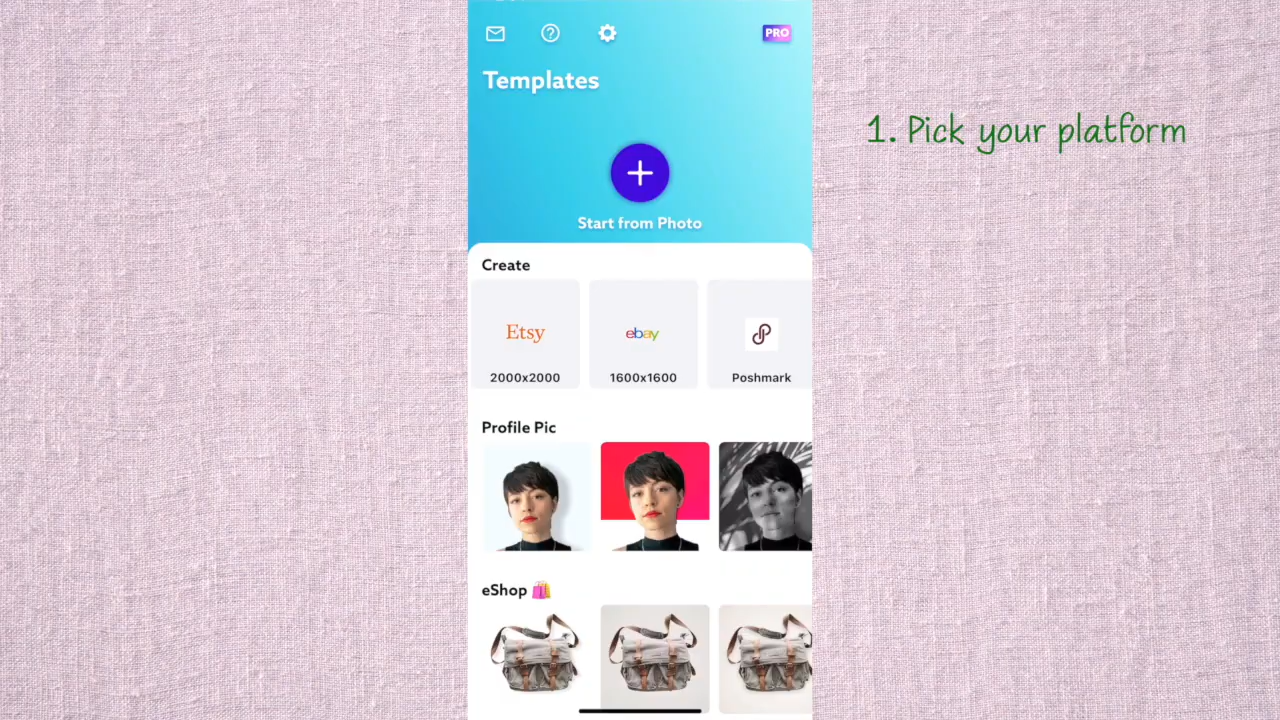 PRO
Templates
1. Pick your platform
Start from Photo
Create
Etsy
ebay
2000x2000
1600x1600
Poshmark
Profile Pic
eShop